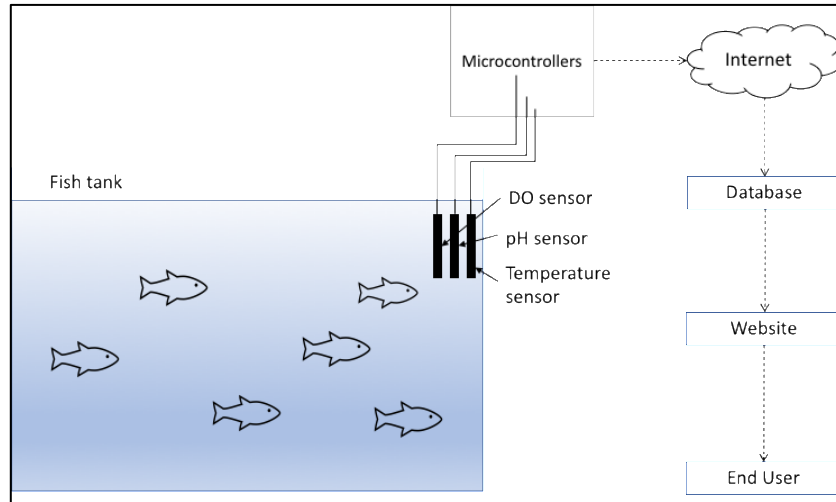 Microcontrollers
Internet
Fish tank
DO sensor
pH sensor
Temperature
sensor
Database
Website
End User